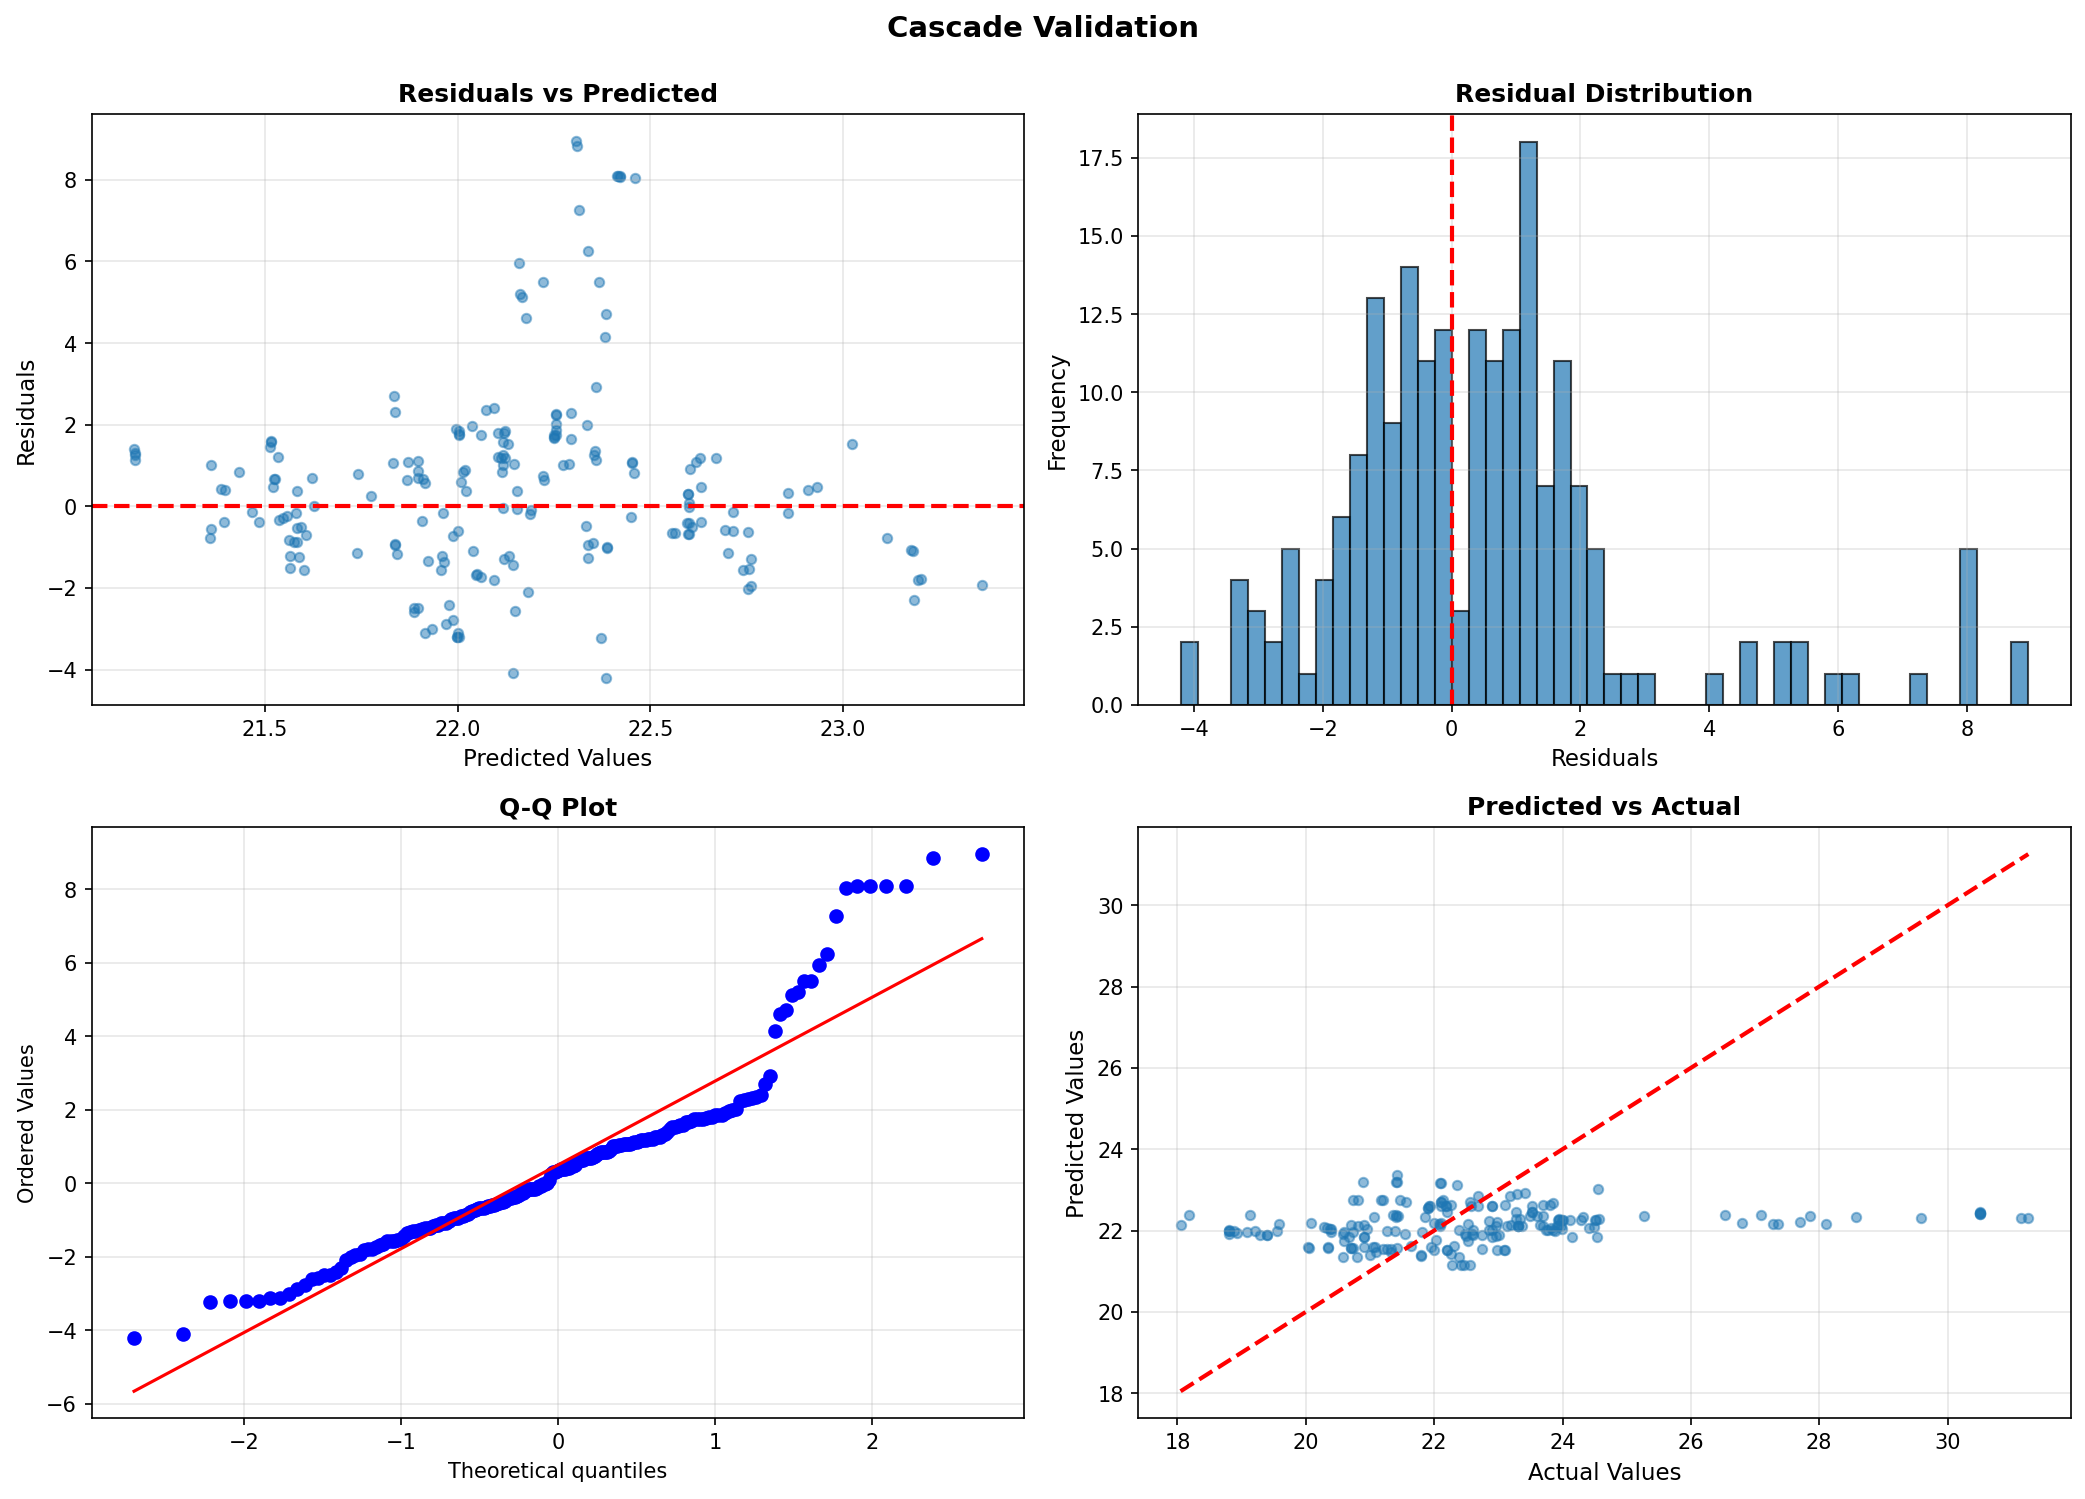 Cascade Validation
Residuals vs Predicted
Residuals
8
6
4
2
0
−2
−4
21.5 22.0 22.5 23.0
Predicted Values
Residual Distribution
Frequency
17.5
15.0
12.5
10.0
7.5
5.0
2.5
0.0
−4 −2 0 2 4 6 8
Residuals
Q-Q Plot
Ordered Values
8
6
4
2
0
−2
−4
−6
−2 −1 0 1 2
Theoretical quantiles
Predicted vs Actual
Predicted Values
30
28
26
24
22
20
18
18 20 22 24 26 28 30
Actual Values